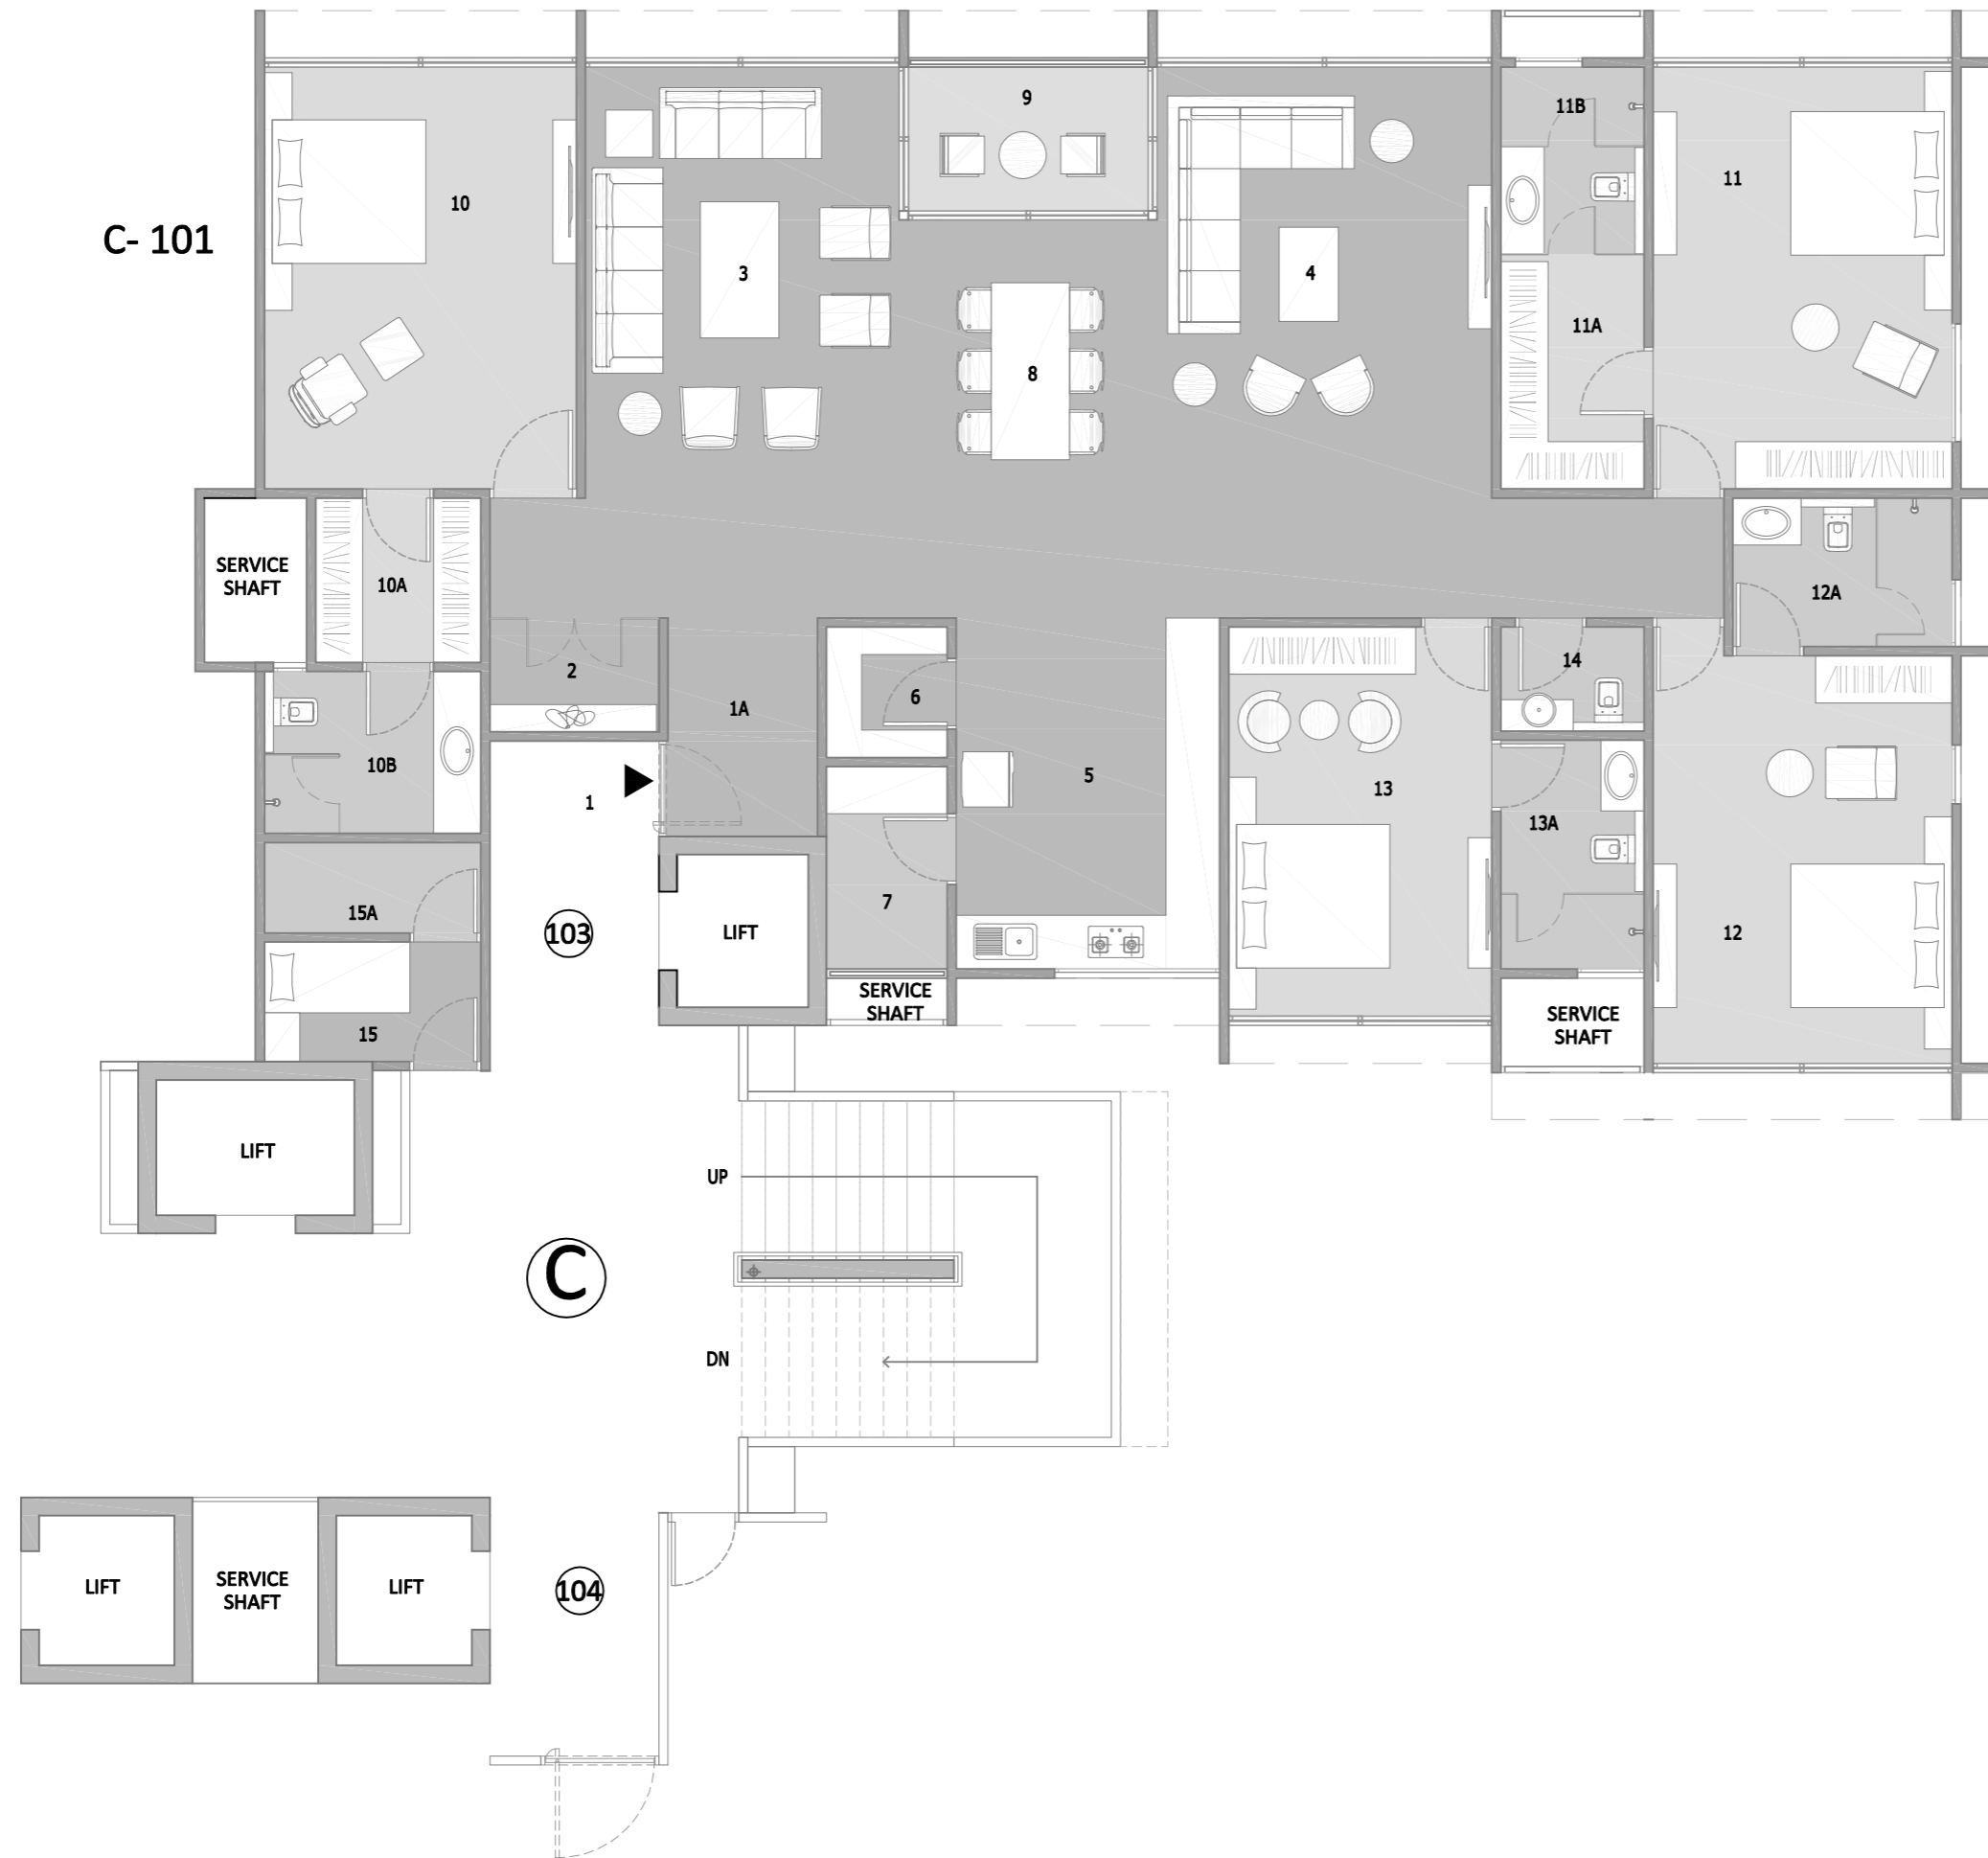 9
11B
10
11
C- 101
3
4
11A
8
SERVICE
SHAFT
10A
12A
2
14
6
1A
10B
5
13
1
13A
7
15A
103
LIFT
12
SERVICE
SHAFT
SERVICE
SHAFT
15
LIFT
UP
C
DN
LIFT
SERVICE
SHAFT
LIFT
104